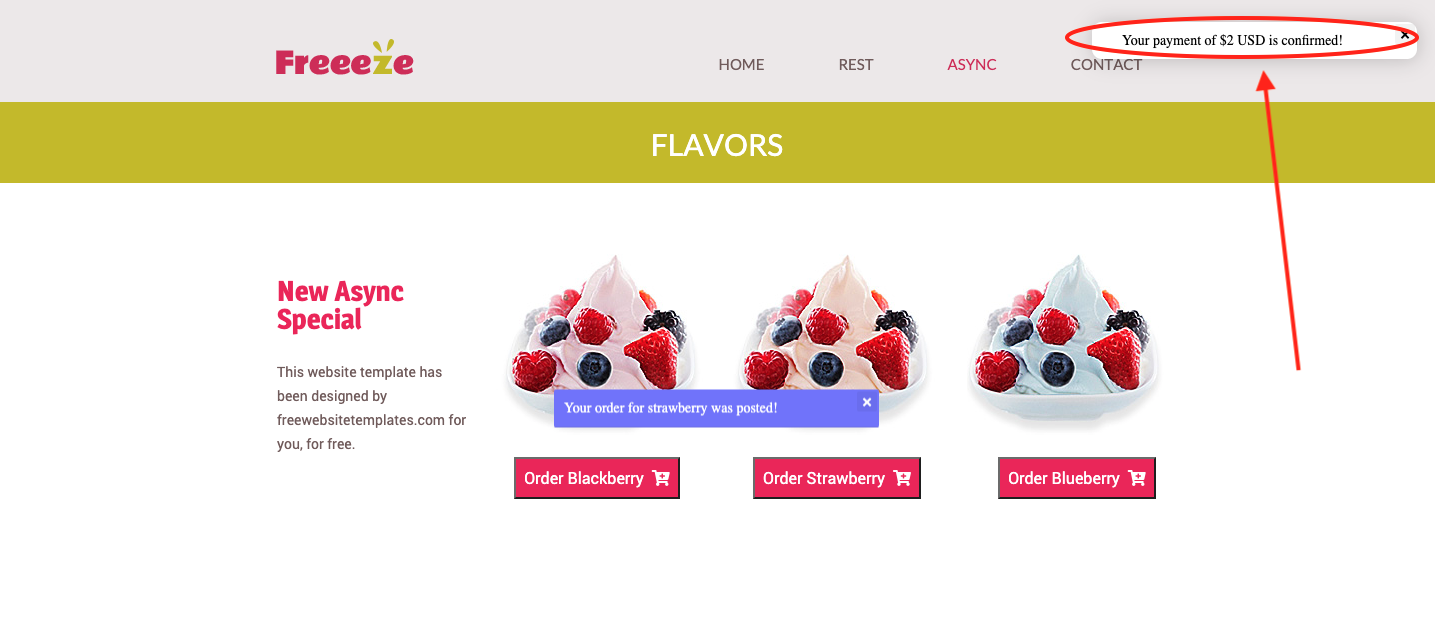 Freeeze
HOME
REST
ASYNC
CONTACT
Your payment of $2 USD is confirmed!
×
FLAVORS
New Async
Special
This website template has
been designed by
freewebsitetemplates.com for
you, for free.
Your order for strawberry was posted!
×
Order Blackberry
Order Strawberry
Order Blueberry